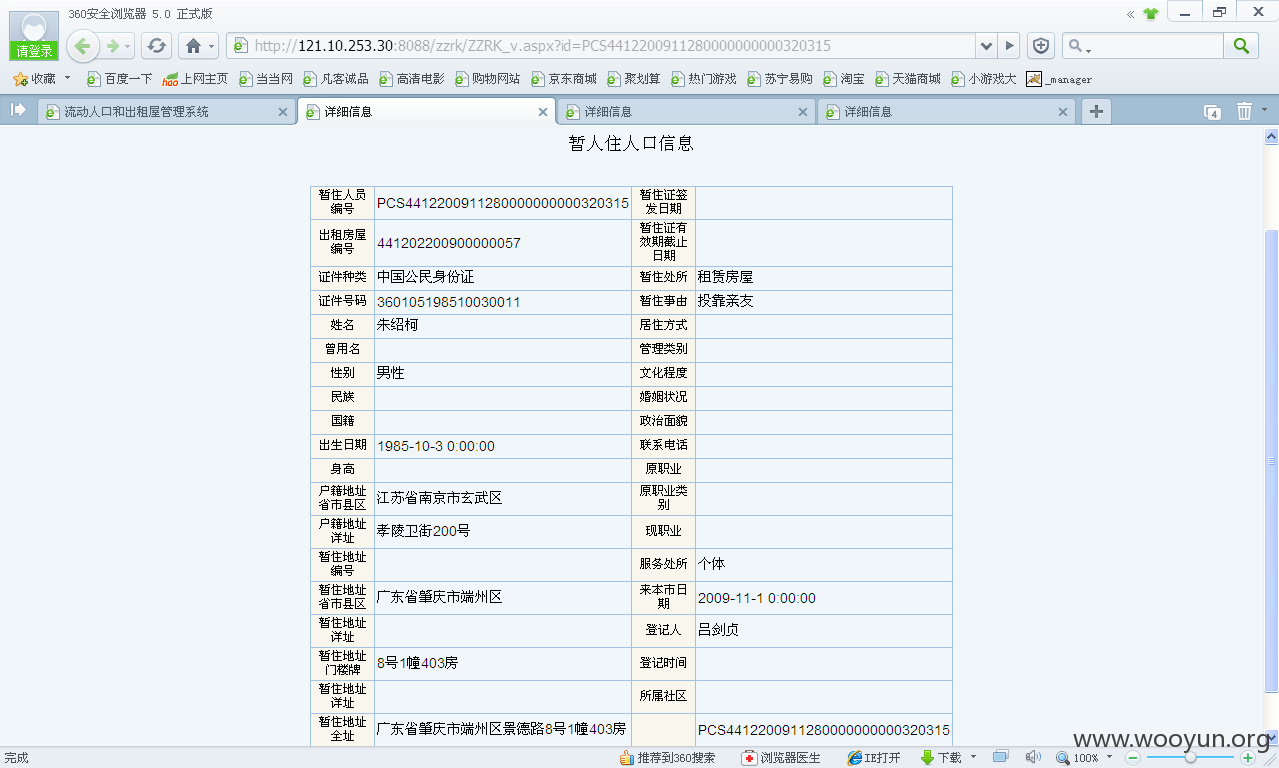 360安全浏览器 5.0 正式版
请登录
http://121.10.253.30:8088/zzrk/ZZRK_v.aspx?id=PCS4412200911280000000000320315
收藏 百度一下 上网主页 当当网 凡客诚品 高清电影 购物网站 京东商城 聚划算 热门游戏 苏宁易购 淘宝 天猫商城 小游戏大 _manager
流动人口和出租屋管理系统 详细信息 详细信息 详细信息 4
暂人住人口信息
暂住人员编号 PCS4412200911280000000000320315 暂住证签发日期
出租房屋编号 441202200900000057 暂住证有效期截止日期
证件种类 中国公民身份证 暂住处所 租赁房屋
证件号码 360105198510030011 暂住事由 投靠亲友
姓名 朱绍柯 居住方式
曾用名 管理类别
性别 男性 文化程度
民族 婚姻状况
国籍 政治面貌
出生日期 1985-10-3 0:00:00 联系电话
身高 原职业
户籍地址省市县区 江苏省南京市玄武区 原职业类别
户籍地址详址 孝陵卫街200号 现职业
暂住地址编号 服务处所 个体
暂住地址省市县区 广东省肇庆市端州区 来本市日期 2009-11-1 0:00:00
暂住地址详址 登记人 吕剑贞
暂住地址门楼牌 8号1幢403房 登记时间
暂住地址详址 所属社区
暂住地址全址 广东省肇庆市端州区景德路8号1幢403房 PCS4412200911280000000000320315
www.wooyun.org
完成 推荐到360搜索 浏览器医生 IE打开 下载 100%